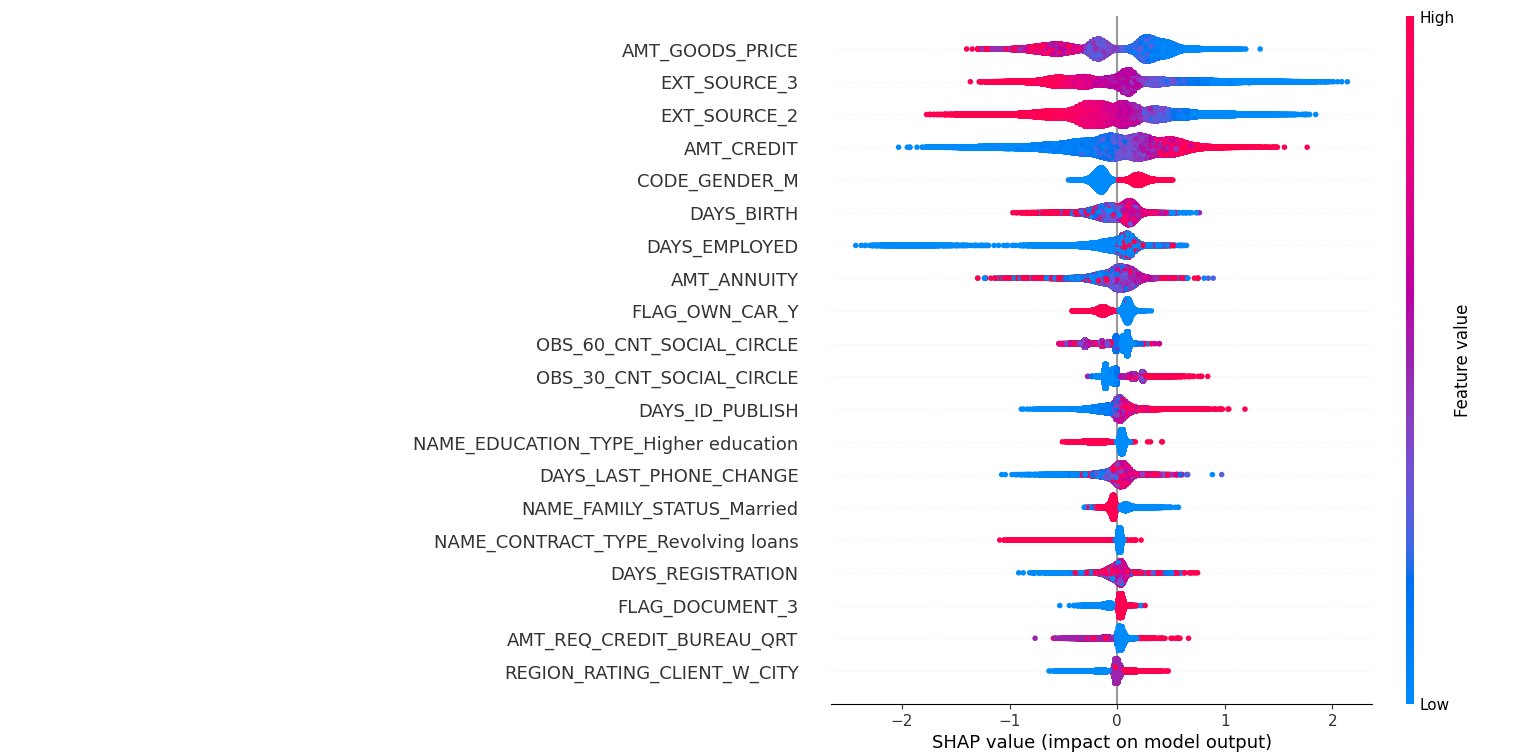 High
AMT_GOODS_PRICE
EXT_SOURCE_3
EXT_SOURCE_2
AMT_CREDIT
CODE_GENDER_M
DAYS_BIRTH
DAYS_EMPLOYED
AMT_ANNUITY
FLAG_OWN_CAR_Y
OBS_60_CNT_SOCIAL_CIRCLE
OBS_30_CNT_SOCIAL_CIRCLE
DAYS_ID_PUBLISH
NAME_EDUCATION_TYPE_Higher education
DAYS_LAST_PHONE_CHANGE
NAME_FAMILY_STATUS_Married
NAME_CONTRACT_TYPE_Revolving loans
DAYS_REGISTRATION
FLAG_DOCUMENT_3
AMT_REQ_CREDIT_BUREAU_QRT
REGION_RATING_CLIENT_W_CITY
Feature value
Low
−2 −1 0 1 2
SHAP value (impact on model output)